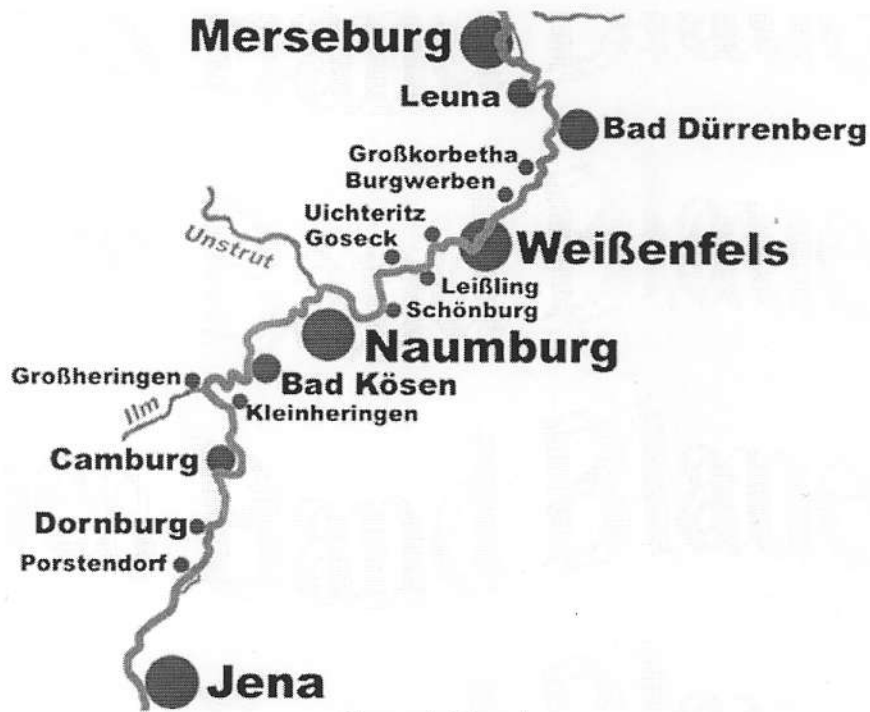 Merseburg
Leuna
Bad Dürrenberg
Großkorbetha
Burgwerben
Uichteritz
Goseck
Unstrut
Weißenfels
Leißling
Schönburg
Naumburg
Großheringen
Bad Kösen
Ilm
Kleinheringen
Camburg
Dornburg
Porstendorf
Jena